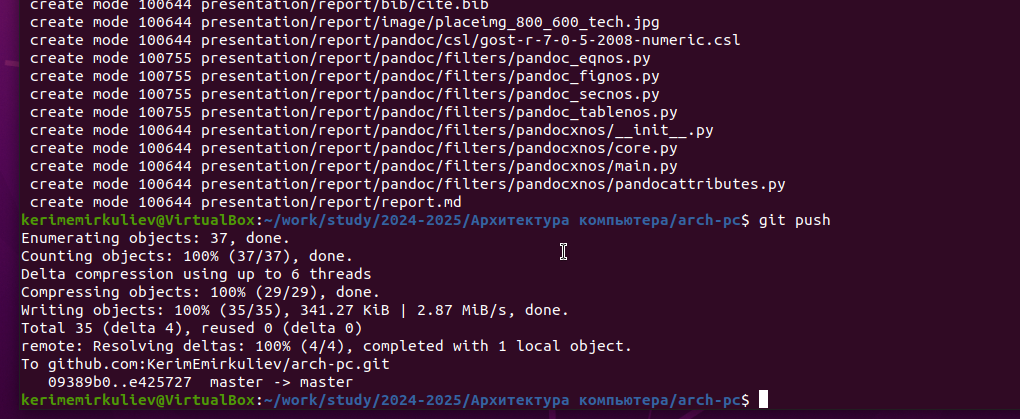 create mode 100644 presentation/report/bib/cite.bib
create mode 100644 presentation/report/image/placeimg_800_600_tech.jpg
create mode 100644 presentation/report/pandoc/csl/gost-r-7-0-5-2008-numeric.csl
create mode 100755 presentation/report/pandoc/filters/pandoc_eqnos.py
create mode 100755 presentation/report/pandoc/filters/pandoc_fignos.py
create mode 100755 presentation/report/pandoc/filters/pandoc_secnos.py
create mode 100755 presentation/report/pandoc/filters/pandoc_tablenos.py
create mode 100644 presentation/report/pandoc/filters/pandocxnos/__init__.py
create mode 100644 presentation/report/pandoc/filters/pandocxnos/core.py
create mode 100644 presentation/report/pandoc/filters/pandocxnos/main.py
create mode 100644 presentation/report/pandoc/filters/pandocxnos/pandocattributes.py
create mode 100644 presentation/report/report.md
kerimemirkuliev@VirtualBox:~/work/study/2024-2025/Архитектура компьютера/arch-pc$ git push
Enumerating objects: 37, done.
Counting objects: 100% (37/37), done.
Delta compression using up to 6 threads
Compressing objects: 100% (29/29), done.
Writing objects: 100% (35/35), 341.27 KiB | 2.87 MiB/s, done.
Total 35 (delta 4), reused 0 (delta 0)
remote: Resolving deltas: 100% (4/4), completed with 1 local object.
To github.com:KerimEmirkuliev/arch-pc.git
09389b0..e425727  master -> master
kerimemirkuliev@VirtualBox:~/work/study/2024-2025/Архитектура компьютера/arch-pc$